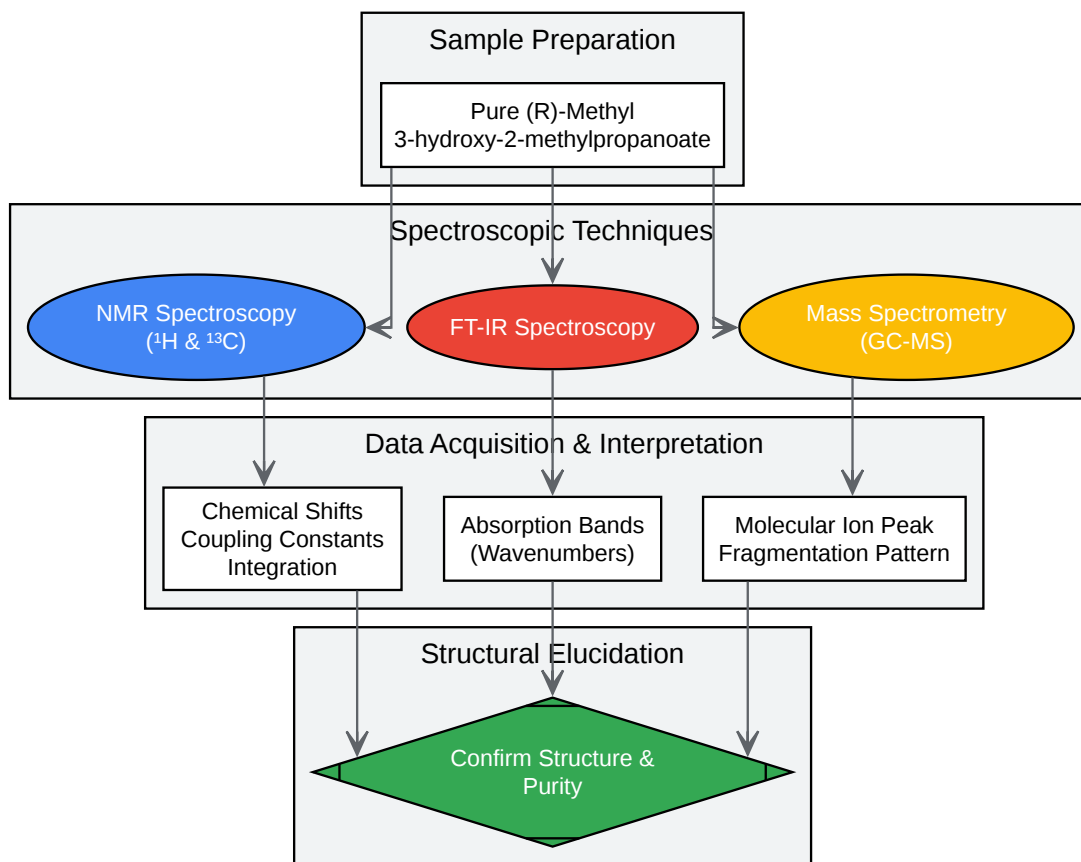 Sample Preparation
Pure (R)-Methyl
3-hydroxy-2-methylpropanoate
Spectroscopic Techniques
NMR Spectroscopy
(¹H & ¹³C)
FT-IR Spectroscopy
Mass Spectrometry
(GC-MS)
Data Acquisition & Interpretation
Chemical Shifts
Coupling Constants
Integration
Absorption Bands
(Wavenumbers)
Molecular Ion Peak
Fragmentation Pattern
Structural Elucidation
Confirm Structure &
Purity